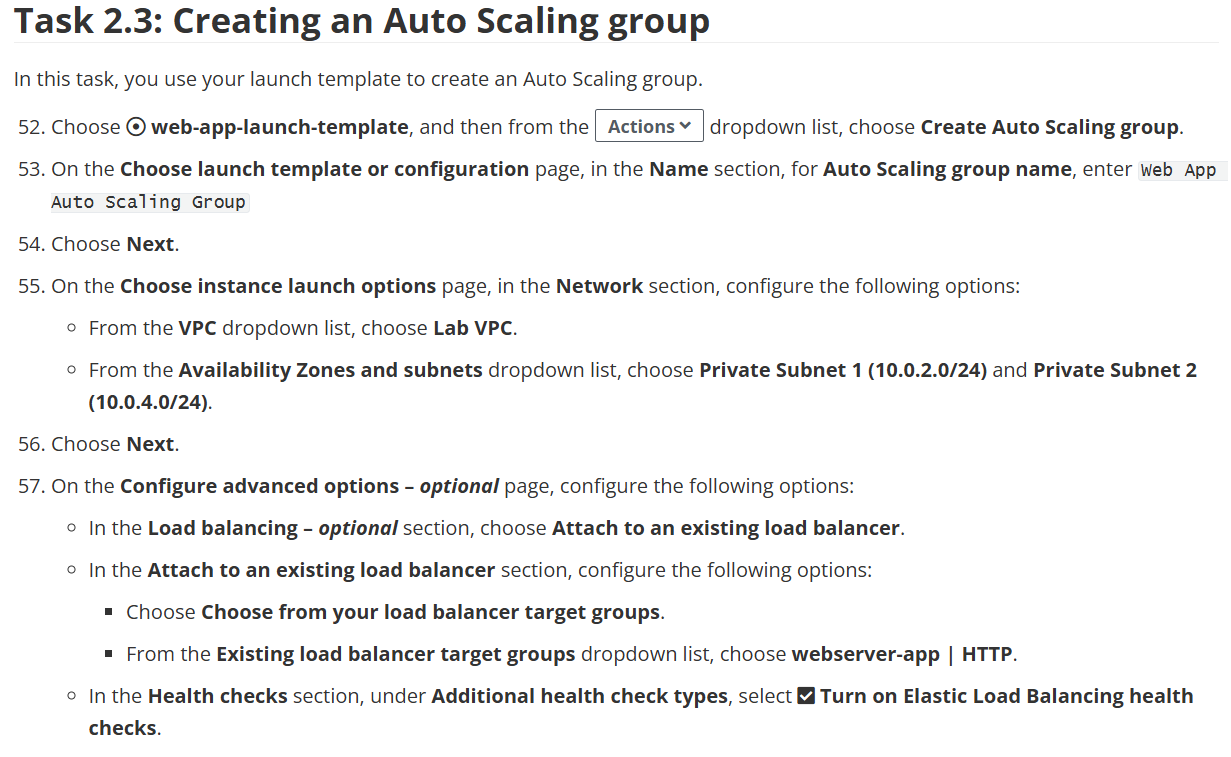 Task 2.3: Creating an Auto Scaling group
In this task, you use your launch template to create an Auto Scaling group.
52. Choose web-app-launch-template, and then from the Actions dropdown list, choose Create Auto Scaling group.
53. On the Choose launch template or configuration page, in the Name section, for Auto Scaling group name, enter Web App
Auto Scaling Group
54. Choose Next.
55. On the Choose instance launch options page, in the Network section, configure the following options:
From the VPC dropdown list, choose Lab VPC.
From the Availability Zones and subnets dropdown list, choose Private Subnet 1 (10.0.2.0/24) and Private Subnet 2
(10.0.4.0/24).
56. Choose Next.
57. On the Configure advanced options – optional page, configure the following options:
In the Load balancing – optional section, choose Attach to an existing load balancer.
In the Attach to an existing load balancer section, configure the following options:
Choose Choose from your load balancer target groups.
From the Existing load balancer target groups dropdown list, choose webserver-app | HTTP.
In the Health checks section, under Additional health check types, select Turn on Elastic Load Balancing health
checks.